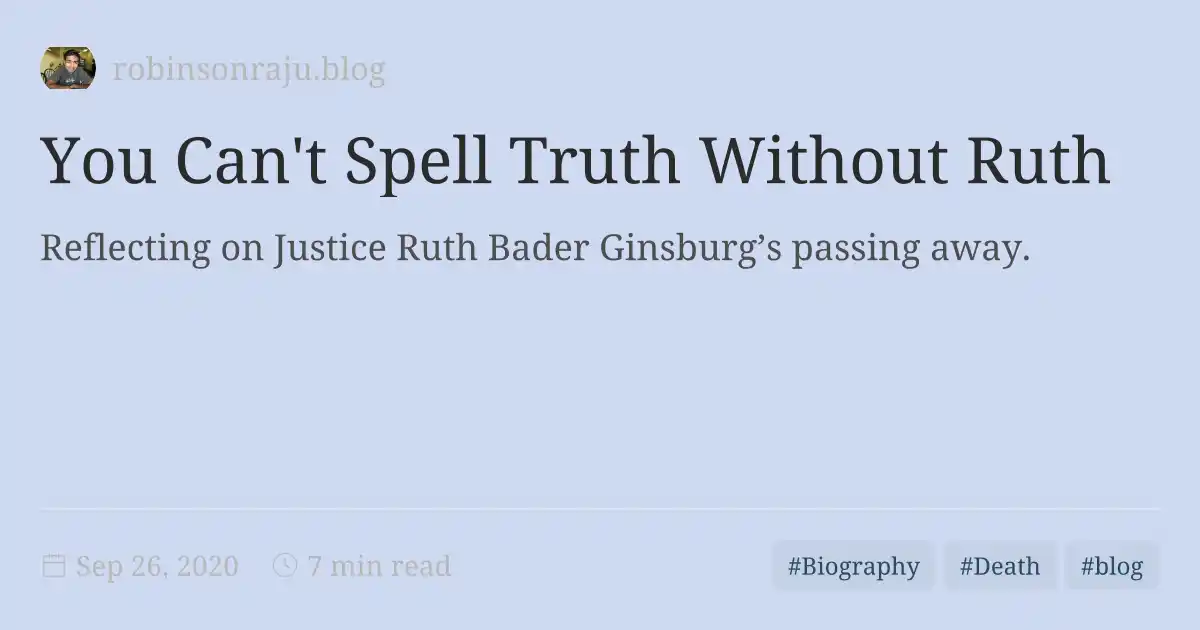 robinsonraju.blog
You Can't Spell Truth Without Ruth
Reflecting on Justice Ruth Bader Ginsburg’s passing away.
Sep 26, 2020 7 min read #Biography #Death #blog